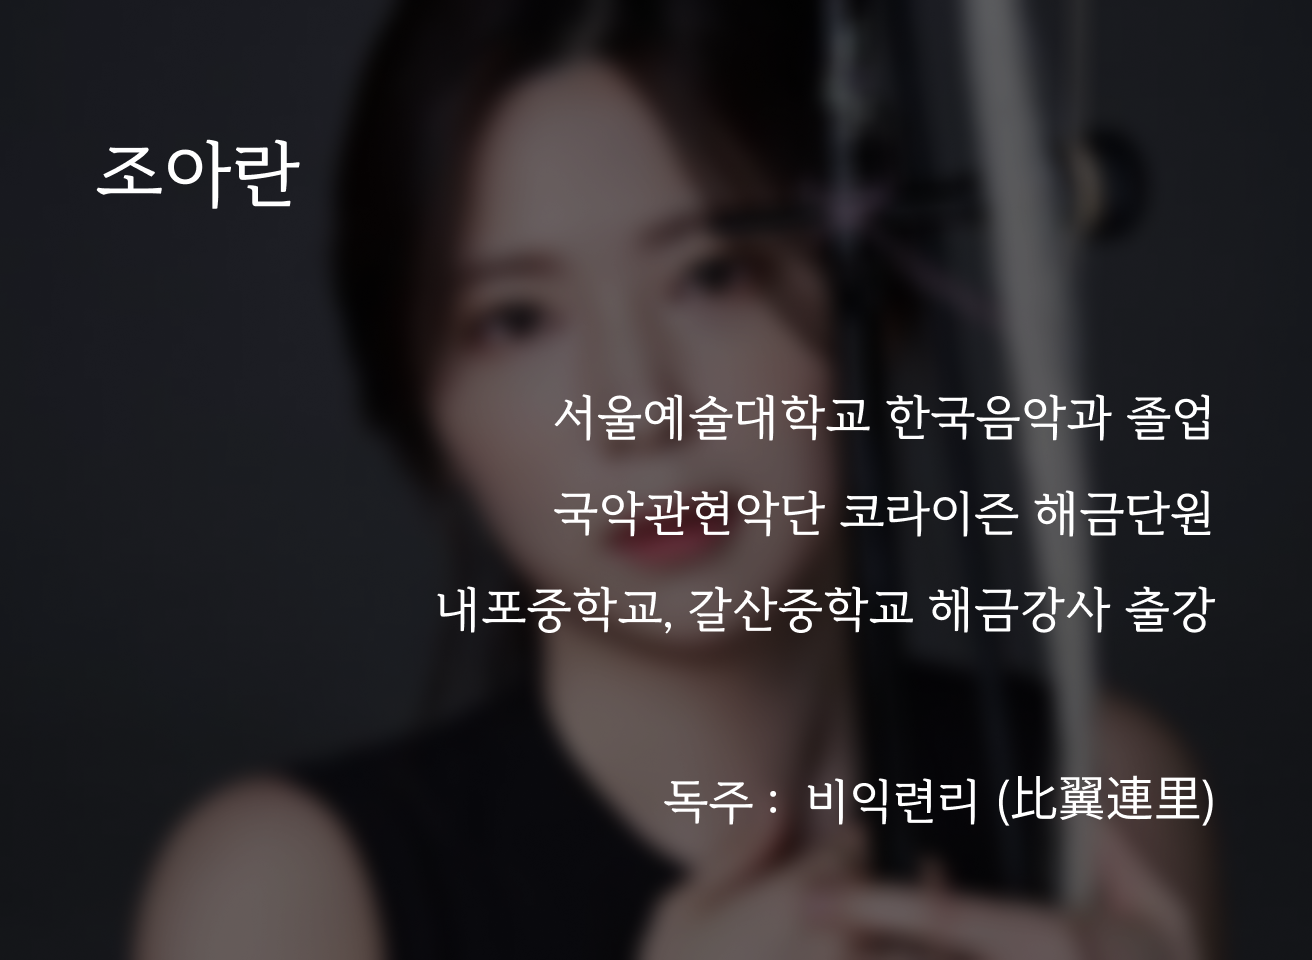 조아란
서울예술대학교 한국음악과 졸업
국악관현악단 코라이즌 해금단원
내포중학교, 갈산중학교 해금강사 출강
독주 : 비익련리 (比翼連里)